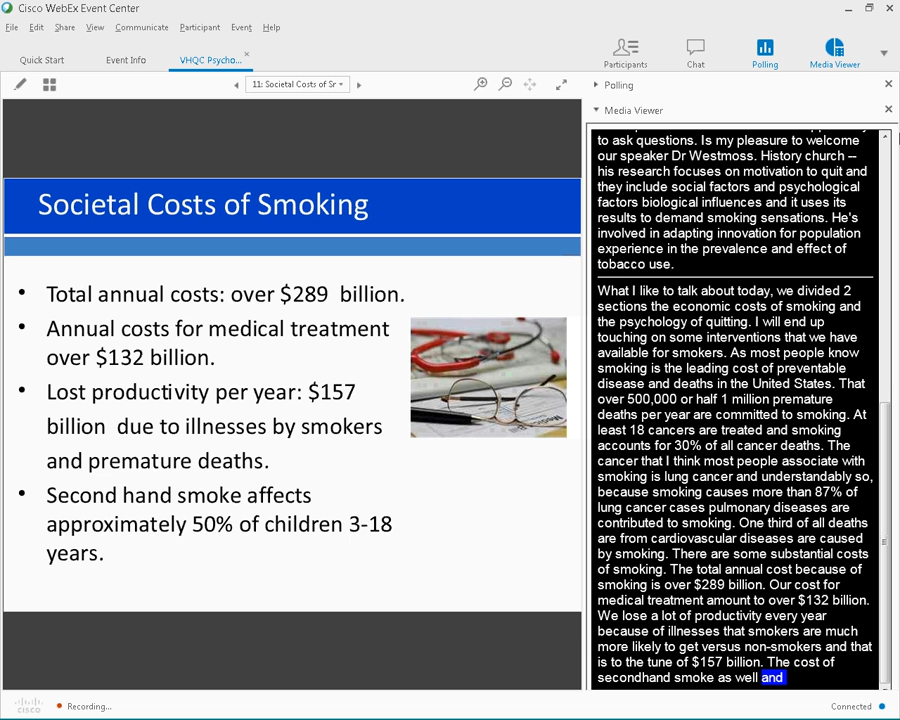 Cisco WebEx Event Center
File Edit Share View Communicate Participant Event Help
Quick Start Event Info VHQC Psycho...
Participants Chat Polling Media Viewer
11: Societal Costs of Sr
Polling
Media Viewer
Societal Costs of Smoking
• Total annual costs: over $289 billion.
• Annual costs for medical treatment
over $132 billion.
• Lost productivity per year: $157
billion due to illnesses by smokers
and premature deaths.
• Second hand smoke affects
approximately 50% of children 3-18
years.
to ask questions. Is my pleasure to welcome
our speaker Dr Westmoss. History church --
his research focuses on motivation to quit and
they include social factors and psychological
factors biological influences and it uses its
results to demand smoking sensations. He's
involved in adapting innovation for population
experience in the prevalence and effect of
tobacco use.
What I like to talk about today, we divided 2
sections the economic costs of smoking and
the psychology of quitting. I will end up
touching on some interventions that we have
available for smokers. As most people know
smoking is the leading cost of preventable
disease and deaths in the United States. That
over 500,000 or half 1 million premature
deaths per year are committed to smoking. At
least 18 cancers are treated and smoking
accounts for 30% of all cancer deaths. The
cancer that I think most people associate with
smoking is lung cancer and understandably so,
because smoking causes more than 87% of
lung cancer cases pulmonary diseases are
contributed to smoking. One third of all deaths
are from cardiovascular diseases are caused
by smoking. There are some substantial costs
of smoking. The total annual cost because of
smoking is over $289 billion. Our cost for
medical treatment amount to over $132 billion.
We lose a lot of productivity every year
because of illnesses that smokers are much
more likely to get versus non-smokers and that
is to the tune of $157 billion. The cost of
secondhand smoke as well and
CISCO Recording... Connected